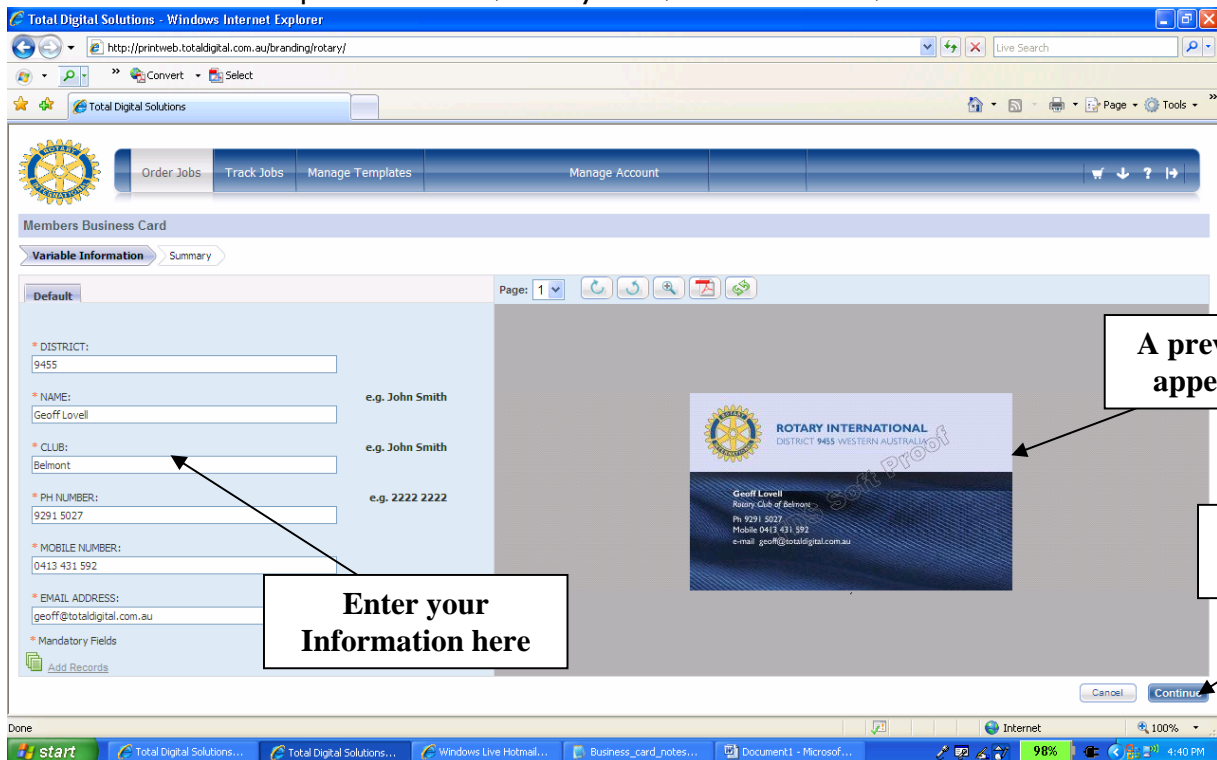 Total Digital Solutions - Windows Internet Explorer
http://printweb.totaldigital.com.au/branding/rotary/
Live Search
Convert Select
Total Digital Solutions
Page Tools
Order Jobs Track Jobs Manage Templates Manage Account
Members Business Card
Variable Information Summary
Default
Page: 1
* DISTRICT:
9455
* NAME: e.g. John Smith
Geoff Lovell
* CLUB: e.g. John Smith
Belmont
* PH NUMBER: e.g. 2222 2222
9291 5027
* MOBILE NUMBER:
0413 431 592
* EMAIL ADDRESS:
geoff@totaldigital.com.au
* Mandatory Fields
Add Records
Enter your
Information here
ROTARY INTERNATIONAL
DISTRICT 9455 WESTERN AUSTRALIA
Soft Proof
Geoff Lovell
Rotary Club of Belmont
Ph 9291 5027
Mobile 0413 431 592
e-mail geoff@totaldigital.com.au
A prev
appe
Cancel Continue
Done Internet 100%
start Total Digital Solutions... Total Digital Solutions... Windows Live Hotmail... Business_card_notes... Document1 - Microsof... 98% 4:40 PM